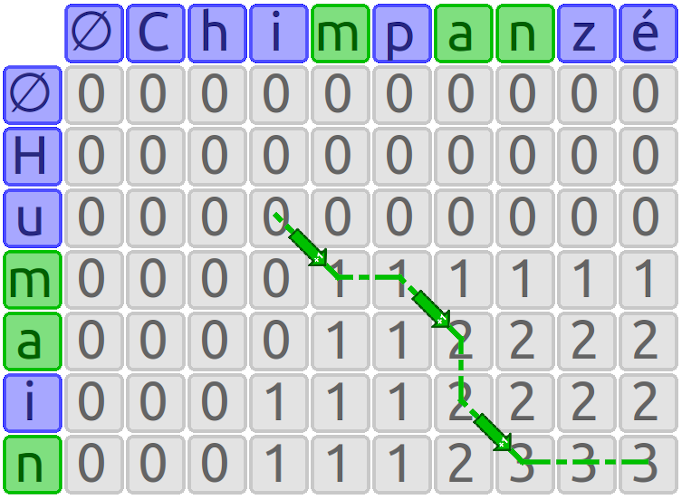 ∅ C h i m p a n z é
∅ 0 0 0 0 0 0 0 0 0 0
H 0 0 0 0 0 0 0 0 0 0
u 0 0 0 0 0 0 0 0 0 0
m 0 0 0 0 1 1 1 1 1 1
a 0 0 0 0 1 1 2 2 2 2
i 0 0 0 1 1 1 2 2 2 2
n 0 0 0 1 1 1 2 3 3 3